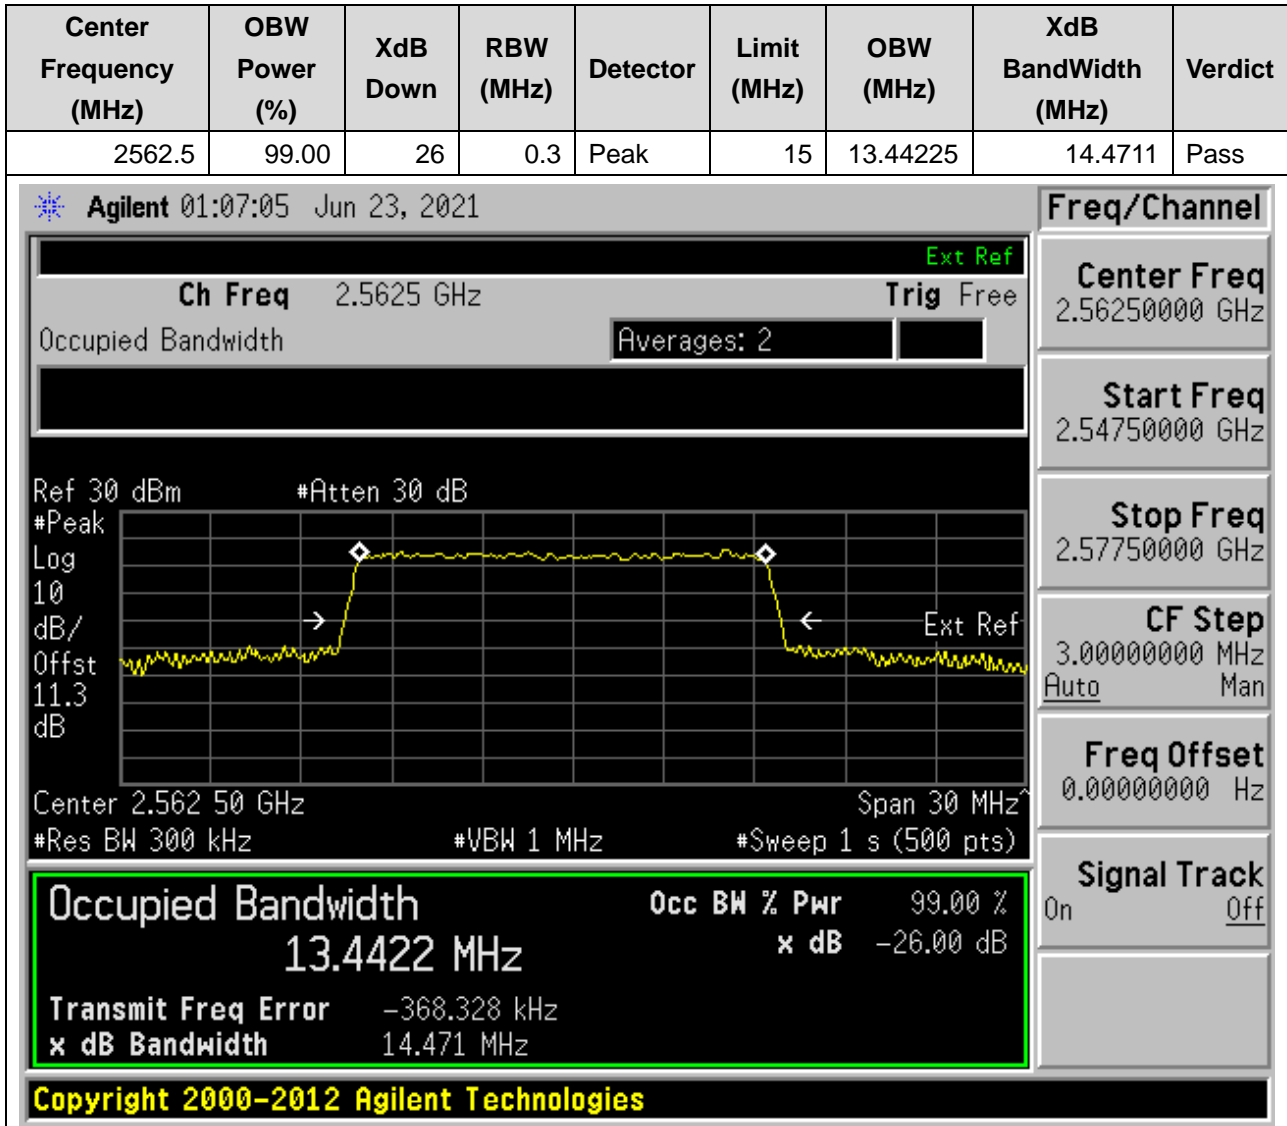 Center Frequency (MHz) OBW Power (%) XdB Down RBW (MHz) Detector Limit (MHz) OBW (MHz) XdB BandWidth (MHz) Verdict
2562.5 99.00 26 0.3 Peak 15 13.44225 14.4711 Pass
Agilent 01:07:05 Jun 23, 2021
Freq/Channel
Ext Ref
Ch Freq 2.5625 GHz Trig Free
Occupied Bandwidth Averages: 2
Center Freq
2.56250000 GHz
Start Freq
2.54750000 GHz
Stop Freq
2.57750000 GHz
CF Step
3.00000000 MHz
Auto Man
Freq Offset
0.00000000 Hz
Signal Track
On Off
Ref 30 dBm #Atten 30 dB
#Peak
Log
10
dB/
Offst
11.3
dB
Ext Ref
Center 2.562 50 GHz Span 30 MHz^
#Res BW 300 kHz #VBW 1 MHz #Sweep 1 s (500 pts)
Occupied Bandwidth Occ BW % Pwr 99.00 %
13.4422 MHz x dB -26.00 dB
Transmit Freq Error -368.328 kHz
x dB Bandwidth 14.471 MHz
Copyright 2000-2012 Agilent Technologies